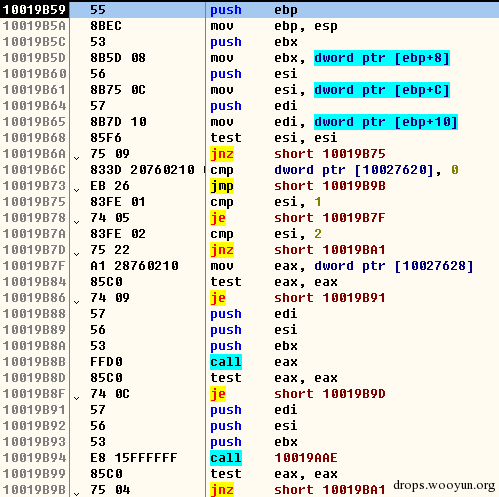 10019B59 55 push ebp
10019B5A 8BEC mov ebp, esp
10019B5C 53 push ebx
10019B5D 8B5D 08 mov ebx, dword ptr [ebp+8]
10019B60 56 push esi
10019B61 8B75 0C mov esi, dword ptr [ebp+C]
10019B64 57 push edi
10019B65 8B7D 10 mov edi, dword ptr [ebp+10]
10019B68 85F6 test esi, esi
10019B6A 75 09 jnz short 10019B75
10019B6C 833D 20760210 cmp dword ptr [10027620], 0
10019B73 EB 26 jmp short 10019B9B
10019B75 83FE 01 cmp esi, 1
10019B78 74 05 je short 10019B7F
10019B7A 83FE 02 cmp esi, 2
10019B7D 75 22 jnz short 10019BA1
10019B7F A1 28760210 mov eax, dword ptr [10027628]
10019B84 85C0 test eax, eax
10019B86 74 09 je short 10019B91
10019B88 57 push edi
10019B89 56 push esi
10019B8A 53 push ebx
10019B8B FFD0 call eax
10019B8D 85C0 test eax, eax
10019B8F 74 0C je short 10019B9D
10019B91 57 push edi
10019B92 56 push esi
10019B93 53 push ebx
10019B94 E8 15FFFFFF call 10019AAE
10019B99 85C0 test eax, eax
10019B9B 75 04 jnz short 10019BA1
drops.wooyun.org